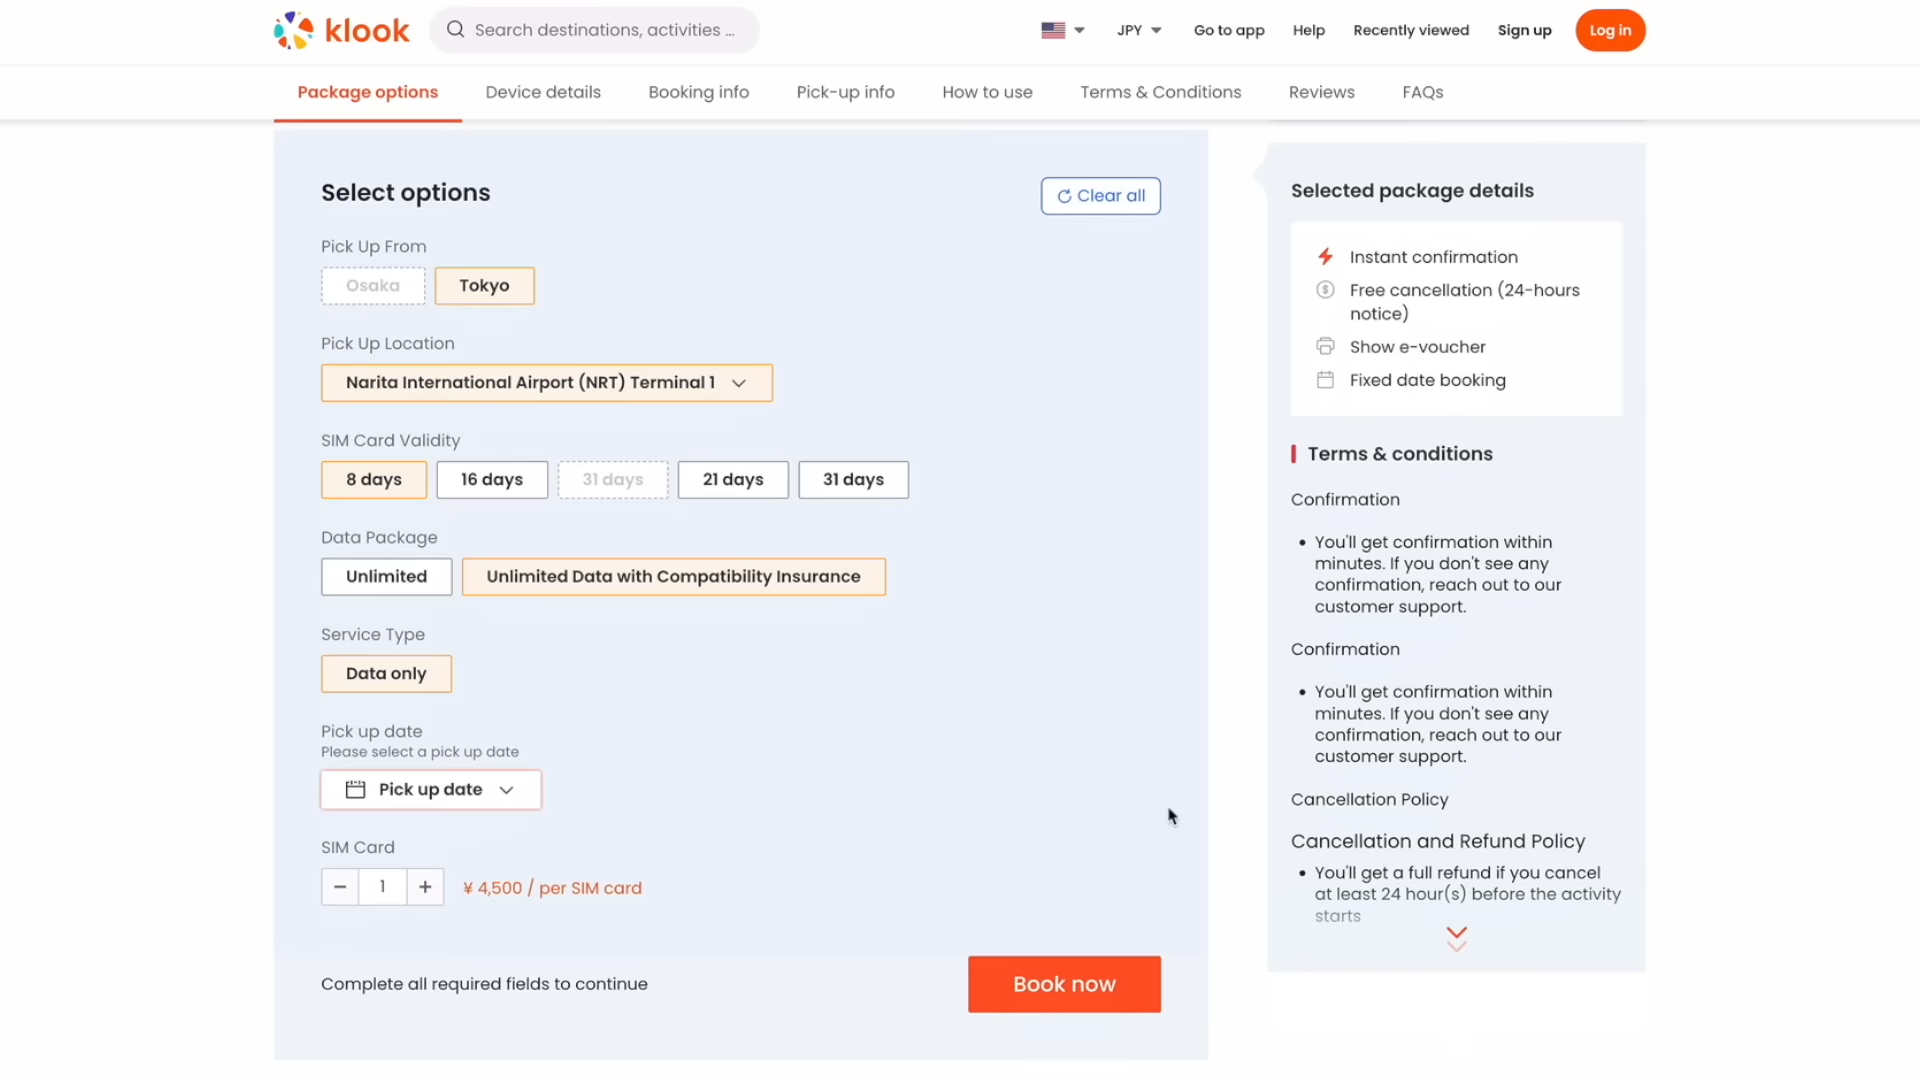 klook
Search destinations, activities ...
JPY
Go to app
Help
Recently viewed
Sign up
Log in
Package options
Device details
Booking info
Pick-up info
How to use
Terms & Conditions
Reviews
FAQs
Select options
Clear all
Pick Up From
Osaka
Tokyo
Pick Up Location
Narita International Airport (NRT) Terminal 1
SIM Card Validity
8 days
16 days
31 days
21 days
31 days
Data Package
Unlimited
Unlimited Data with Compatibility Insurance
Service Type
Data only
Pick up date
Please select a pick up date
Pick up date
SIM Card
1
¥ 4,500 / per SIM card
Complete all required fields to continue
Book now
Selected package details
Instant confirmation
Free cancellation (24-hours
notice)
Show e-voucher
Fixed date booking
Terms & conditions
Confirmation
• You'll get confirmation within
minutes. If you don't see any
confirmation, reach out to our
customer support.
Confirmation
• You'll get confirmation within
minutes. If you don't see any
confirmation, reach out to our
customer support.
Cancellation Policy
Cancellation and Refund Policy
• You'll get a full refund if you cancel
at least 24 hour(s) before the activity
starts